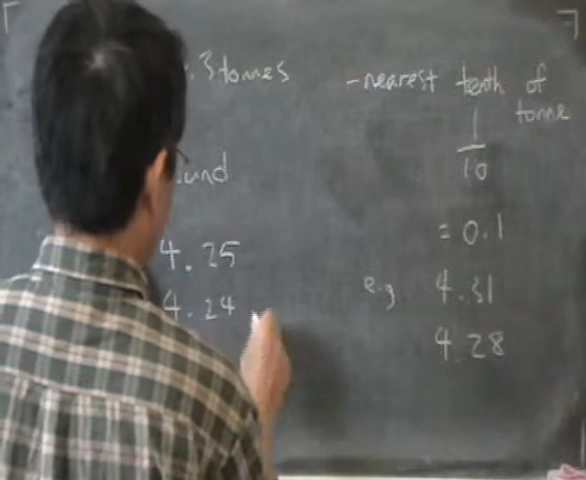 .3 tonnes
und
4.25
4.24
-nearest tenth of
tonne
1
10
= 0.1
e.g 4.31
4.28